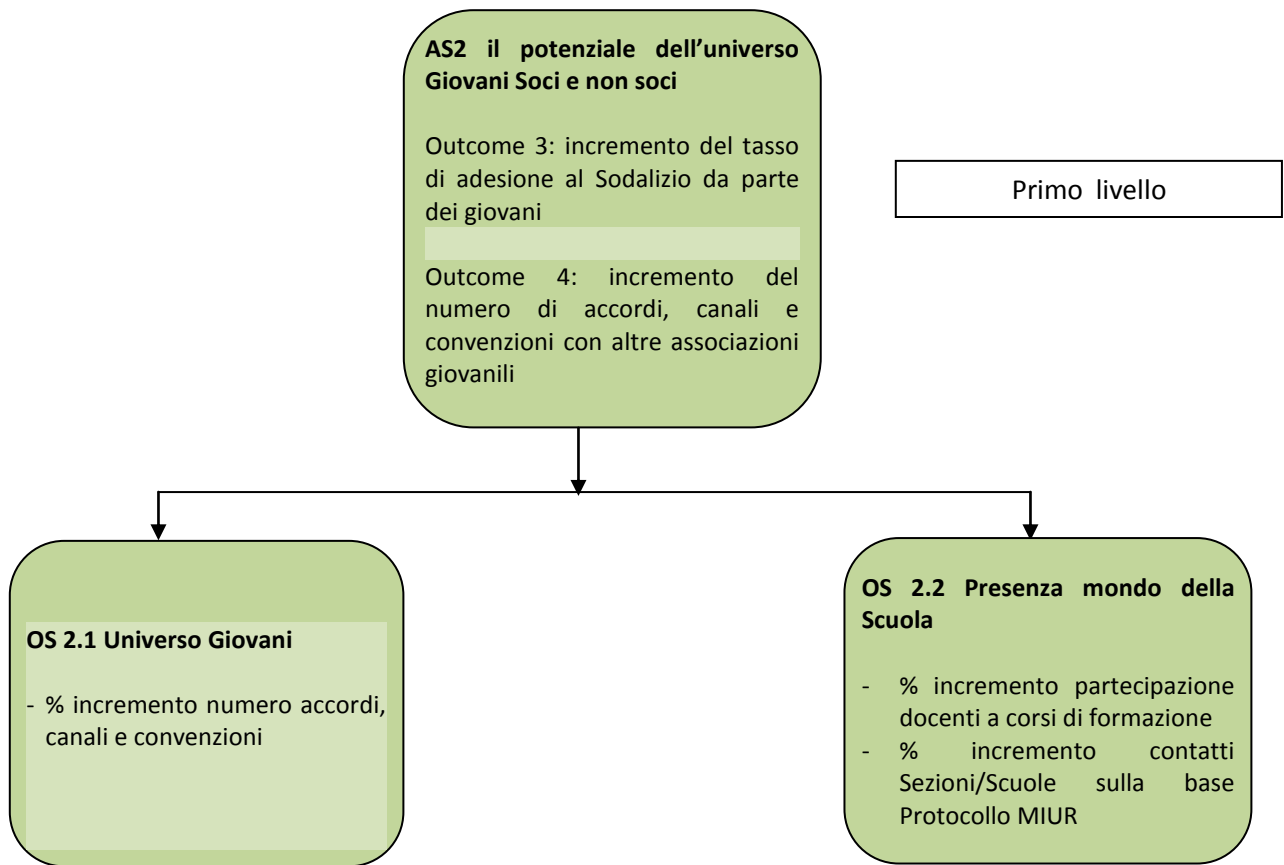 AS2 il potenziale dell’universo
Giovani Soci e non soci
Outcome 3: incremento del tasso
di adesione al Sodalizio da parte
dei giovani
Outcome 4: incremento del
numero di accordi, canali e
convenzioni con altre associazioni
giovanili
Primo livello
OS 2.1 Universo Giovani
- % incremento numero accordi,
canali e convenzioni
OS 2.2 Presenza mondo della
Scuola
- % incremento partecipazione
docenti a corsi di formazione
- % incremento contatti
Sezioni/Scuole sulla base
Protocollo MIUR